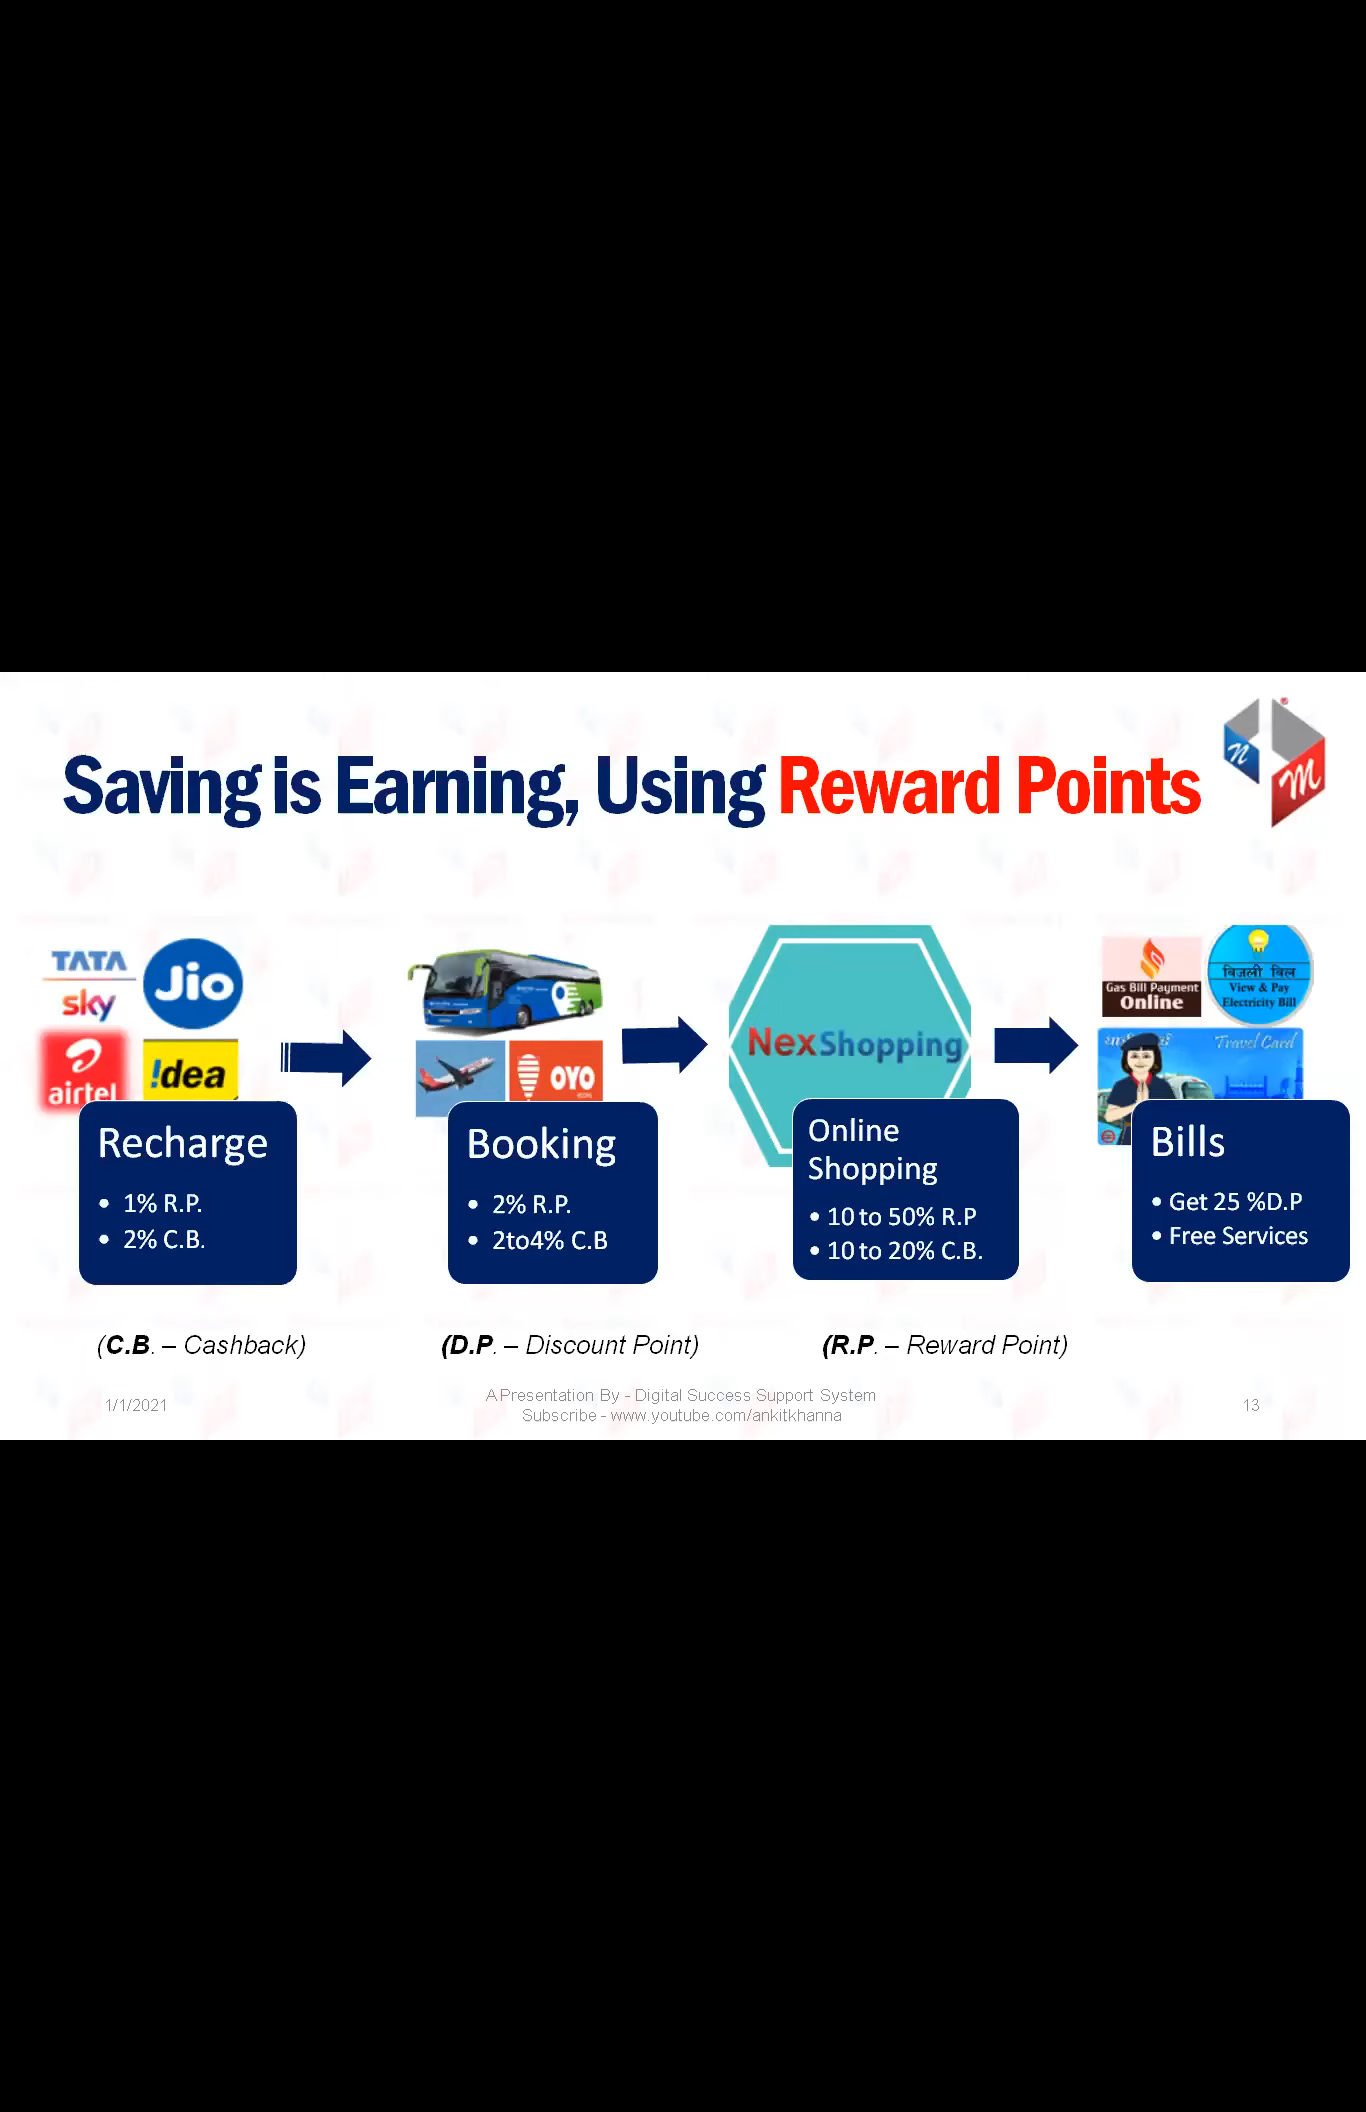 Saving is Earning, Using Reward Points
n
m
TATA
sky
Jio
airtel
!dea
Recharge
• 1% R.P.
• 2% C.B.
OYO
Booking
• 2% R.P.
• 2to4% C.B
NexShopping
Online
Shopping
• 10 to 50% R.P
• 10 to 20% C.B.
Gas Bill Payment
Online
बिजली बिल
View & Pay
Electricity Bill
Travel Card
Bills
• Get 25 %D.P
• Free Services
(C.B. – Cashback)
(D.P. – Discount Point)
(R.P. – Reward Point)
1/1/2021
A Presentation By - Digital Success Support System
Subscribe - www.youtube.com/ankitkhanna
13